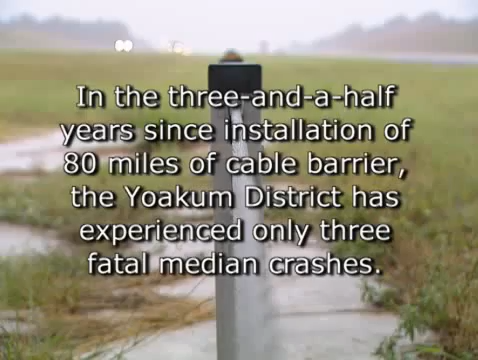 In the three-and-a-half
years since installation of
80 miles of cable barrier,
the Yoakum District has
experienced only three
fatal median crashes.